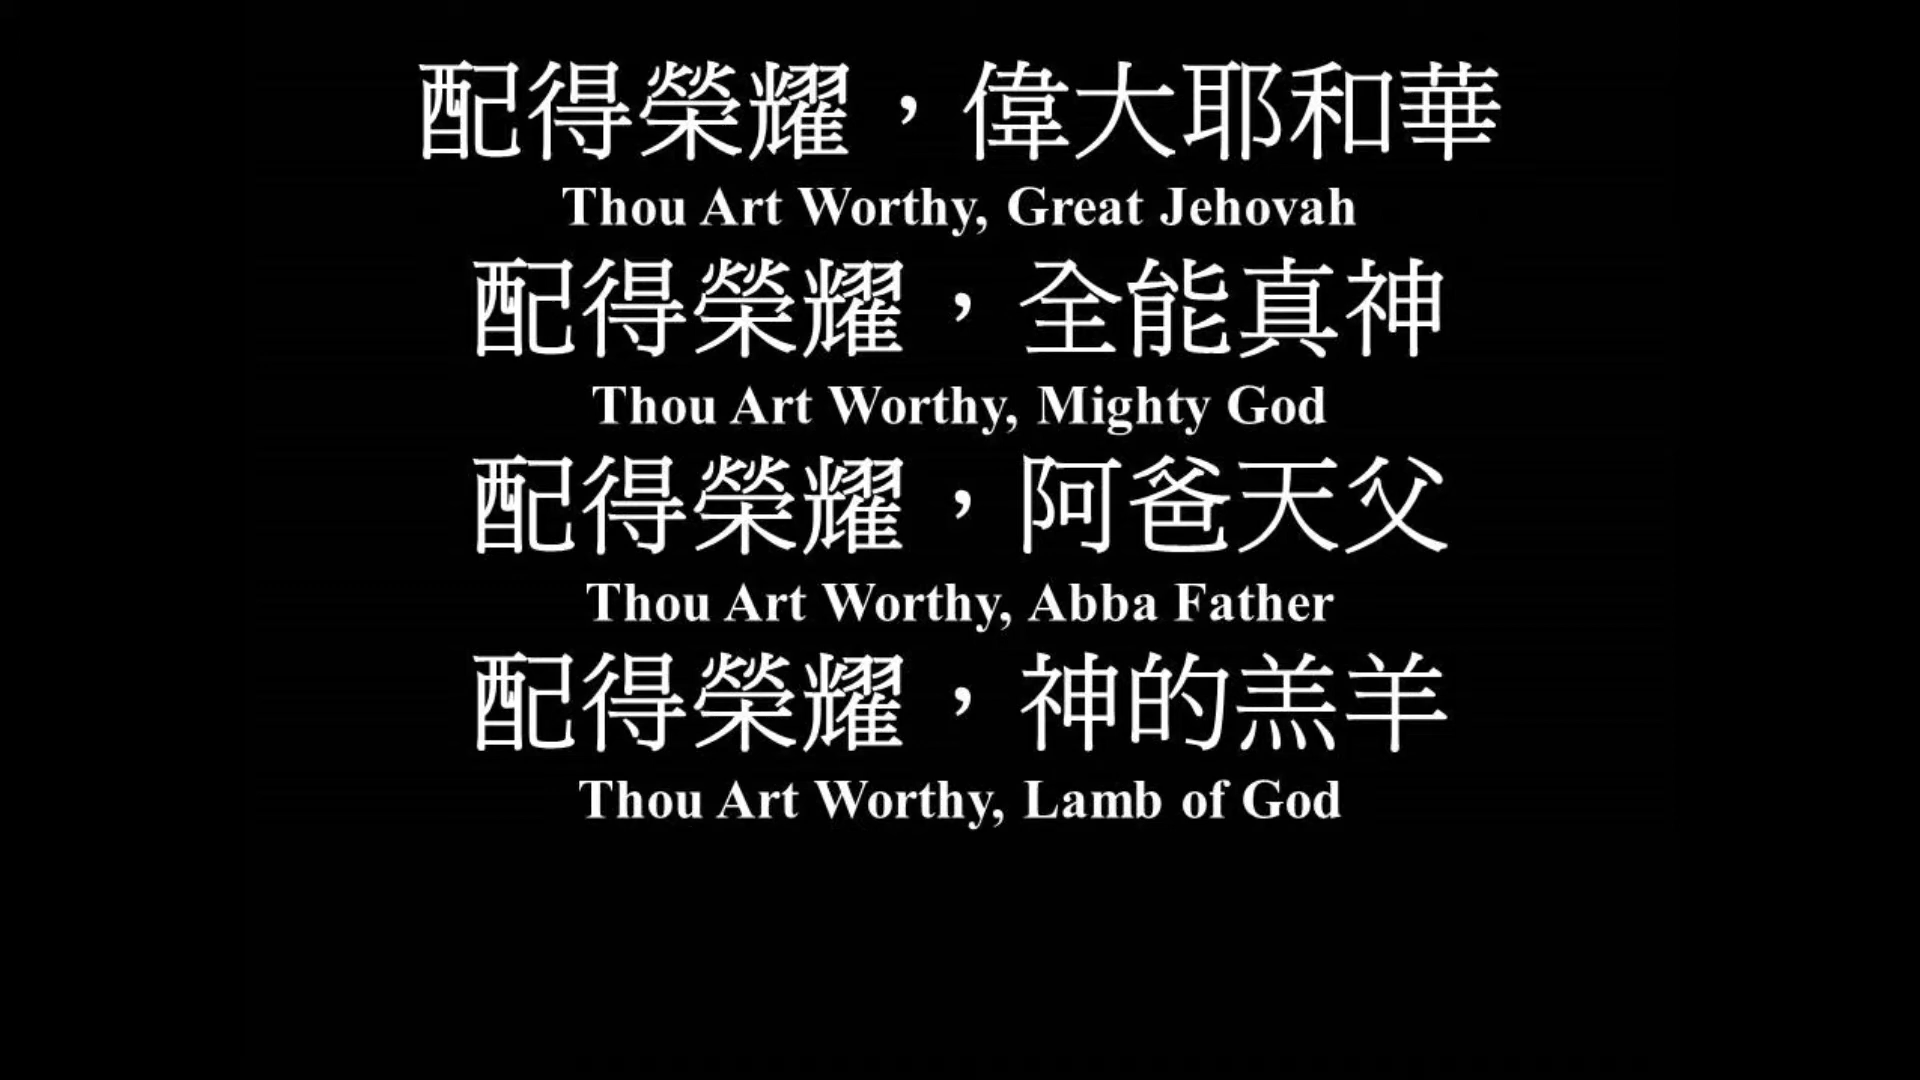 配得榮耀，偉大耶和華
Thou Art Worthy, Great Jehovah
配得榮耀，全能真神
Thou Art Worthy, Mighty God
配得榮耀，阿爸天父
Thou Art Worthy, Abba Father
配得榮耀，神的羔羊
Thou Art Worthy, Lamb of God